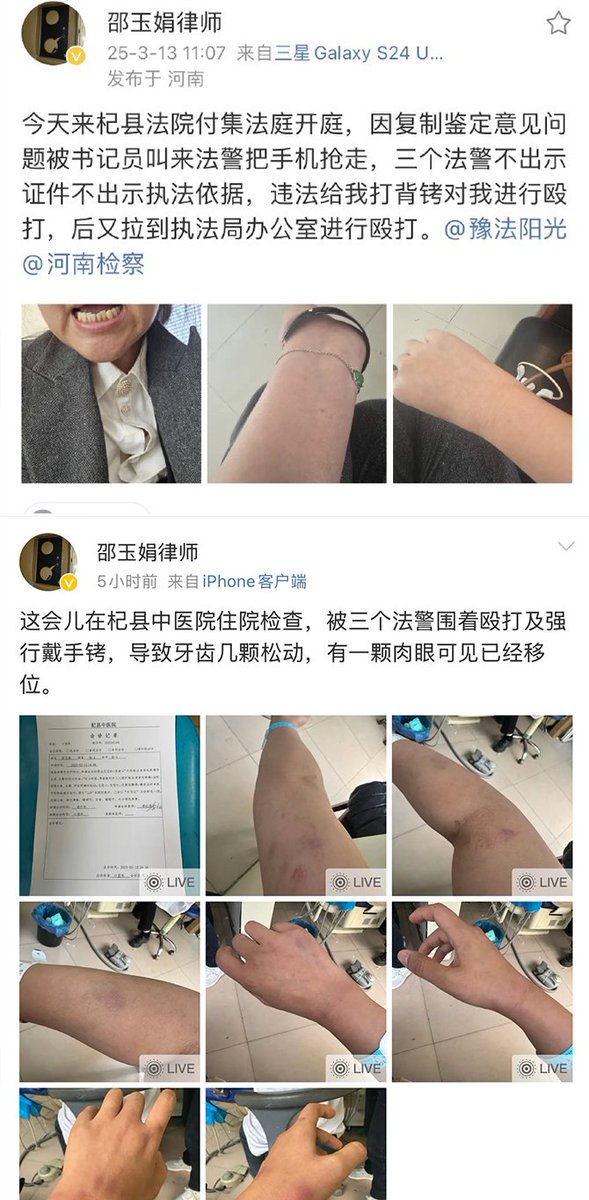 邵玉娟律师
25-3-13 11:07 来自三星Galaxy S24 U...
发布于 河南
今天来杞县法院付集法庭开庭，因复制鉴定意见问
题被书记员叫来法警把手机抢走，三个法警不出示
证件不出示执法依据，违法给我打背铐对我进行殴
打，后又拉到执法局办公室进行殴打。@豫法阳光
@河南检察
邵玉娟律师
5小时前 来自iPhone客户端
这会儿在杞县中医院住院检查，被三个法警围着殴打及强
行戴手铐，导致牙齿几颗松动，有一颗肉眼可见已经移
位。
杞县中医院
会诊记录
LIVE
LIVE
LIVE
LIVE
LIVE
LIVE